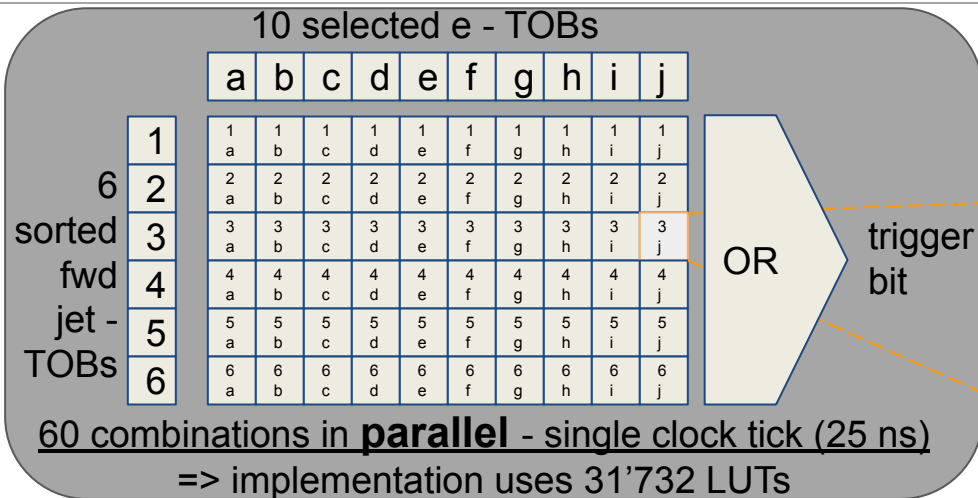 10 selected e - TOBs
a b c d e f g h i j
6
sorted
fwd
jet -
TOBs
1
2
3
4
5
6
1 1 1 1 1 1 1 1 1 1
a b c d e f g h i j
2 2 2 2 2 2 2 2 2 2
a b c d e f g h i j
3 3 3 3 3 3 3 3 3 3
a b c d e f g h i j
4 4 4 4 4 4 4 4 4 4
a b c d e f g h i j
5 5 5 5 5 5 5 5 5 5
a b c d e f g h i j
6 6 6 6 6 6 6 6 6 6
a b c d e f g h i j
OR
trigger
bit
60 combinations in parallel - single clock tick (25 ns)
=> implementation uses 31’732 LUTs